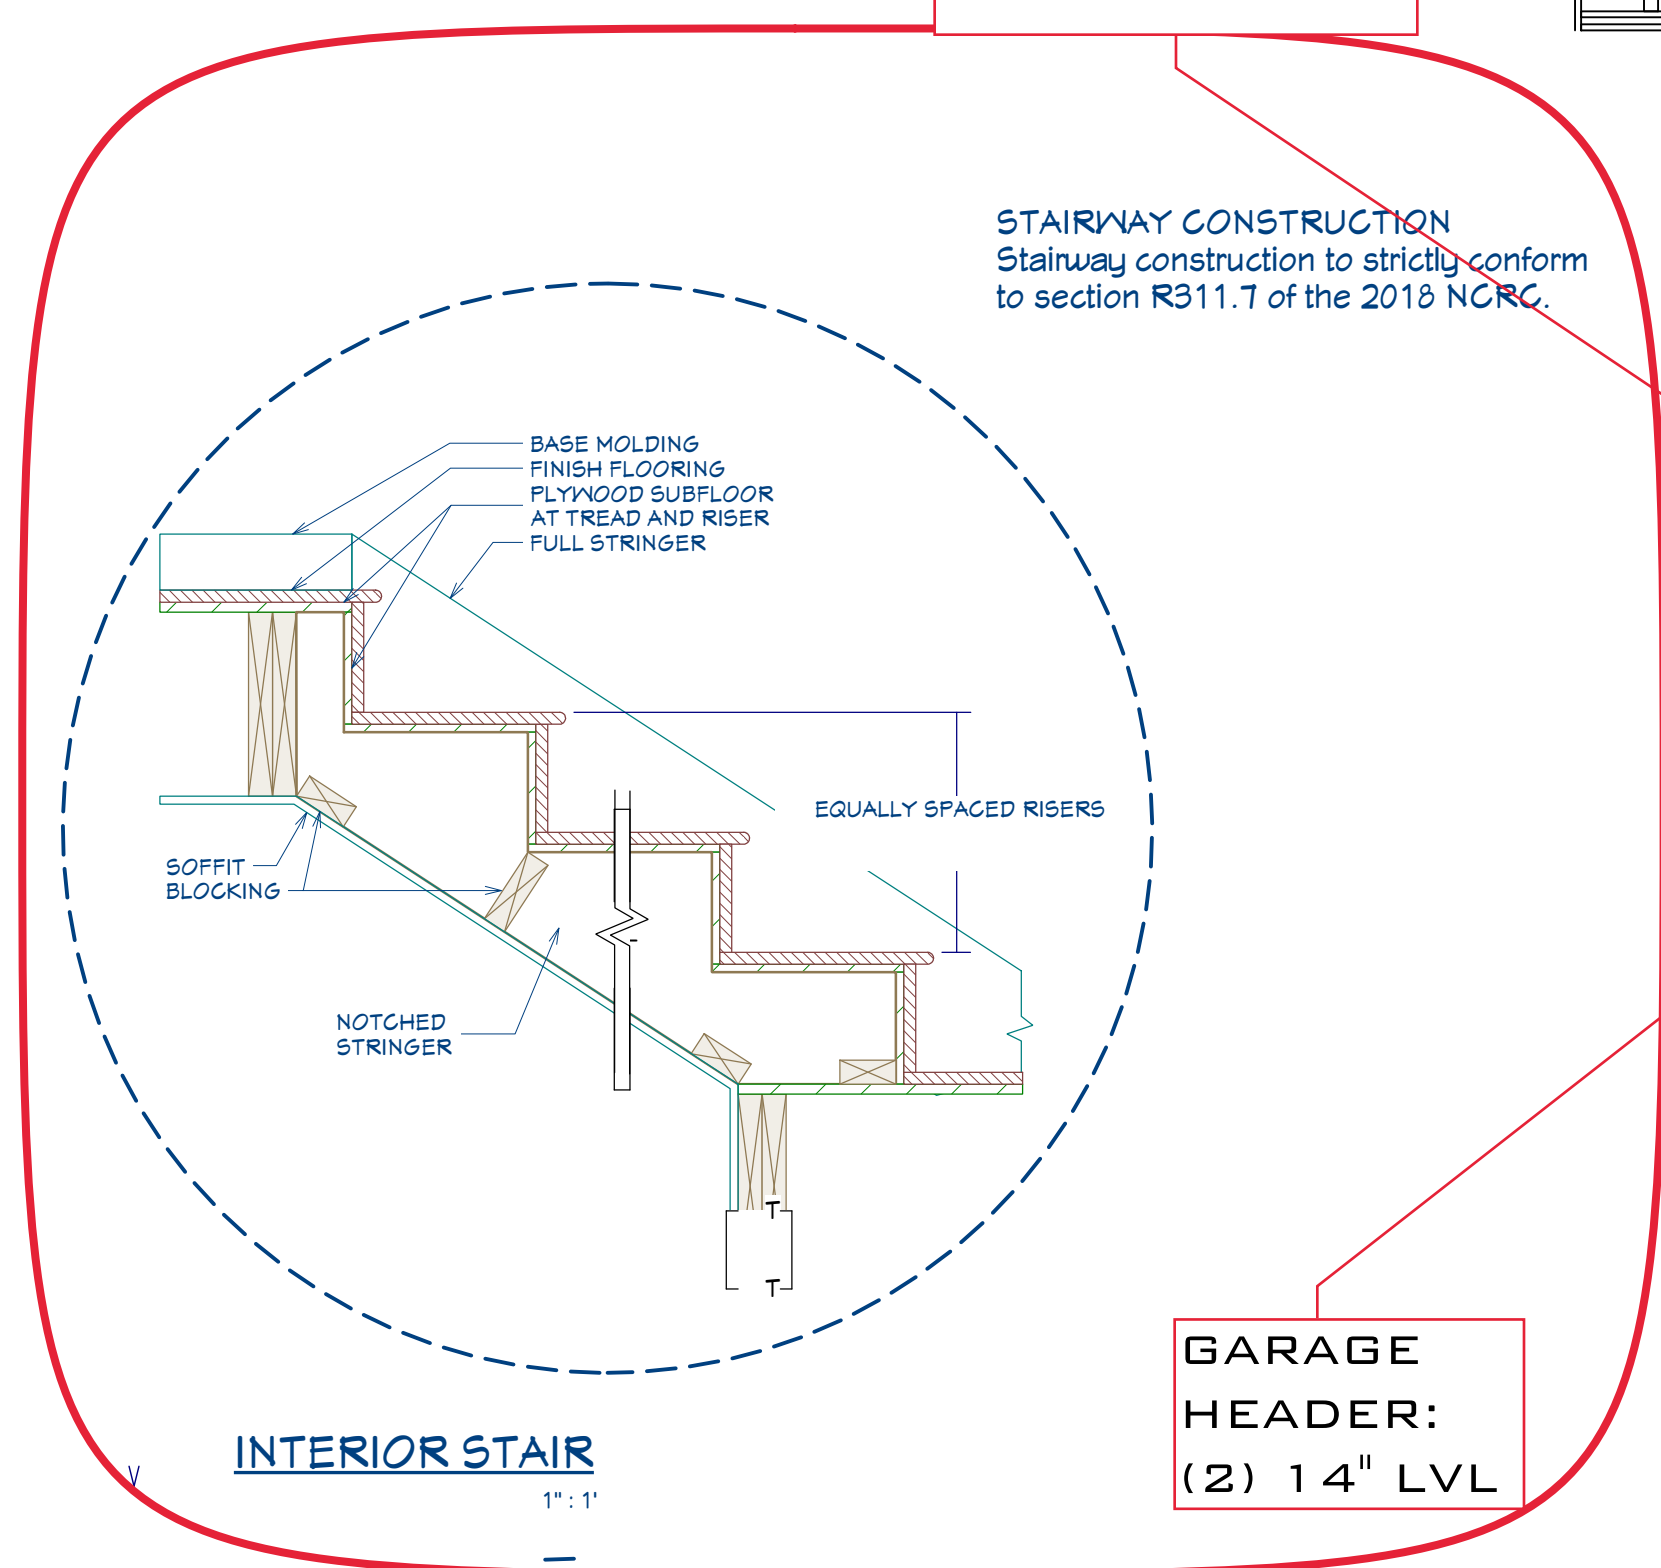 STAIRWAY CONSTRUCTION
Stairway construction to strictly conform
to section R311.7 of the 2018 NCRC.
BASE MOLDING
FINISH FLOORING
PLYWOOD SUBFLOOR
AT TREAD AND RISER
FULL STRINGER
EQUALLY SPACED RISERS
SOFFIT
BLOCKING
NOTCHED
STRINGER
T
T
GARAGE
HEADER:
(2) 14" LVL
INTERIOR STAIR
1" : 1'